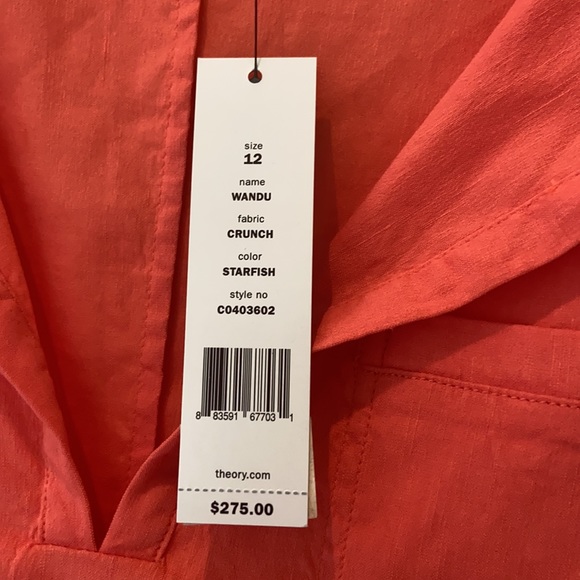 size
12
name
WANDU
fabric
CRUNCH
color
STARFISH
style no
C0403602
8 83591 67703 1
theory.com
$275.00